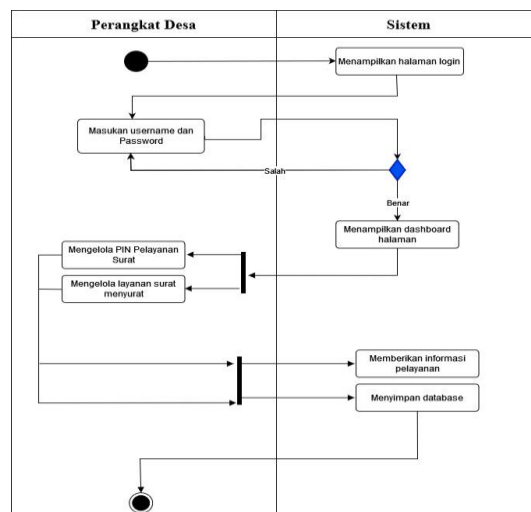 Perangkat Desa
Sistem
Menampilkan halaman login
Masukan username dan
Password
Salah
Benar
Menampilkan dashboard
halaman
Mengelola PIN Pelayanan
Surat
Mengelola layanan surat
menyurat
Memberikan informasi
pelayanan
Menyimpan database